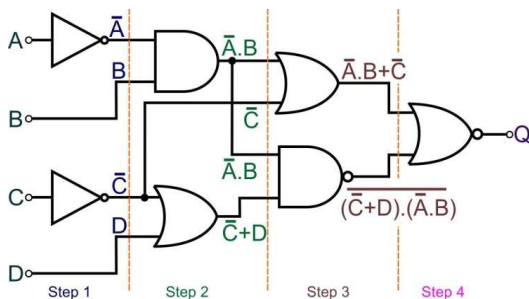 A
A̅
A̅.B
A̅.B+C̅
B
B
C̅
Q
C
C̅
A̅.B
(C̅+D).(A̅.B)̅
D
D
C̅+D
Step 1
Step 2
Step 3
Step 4